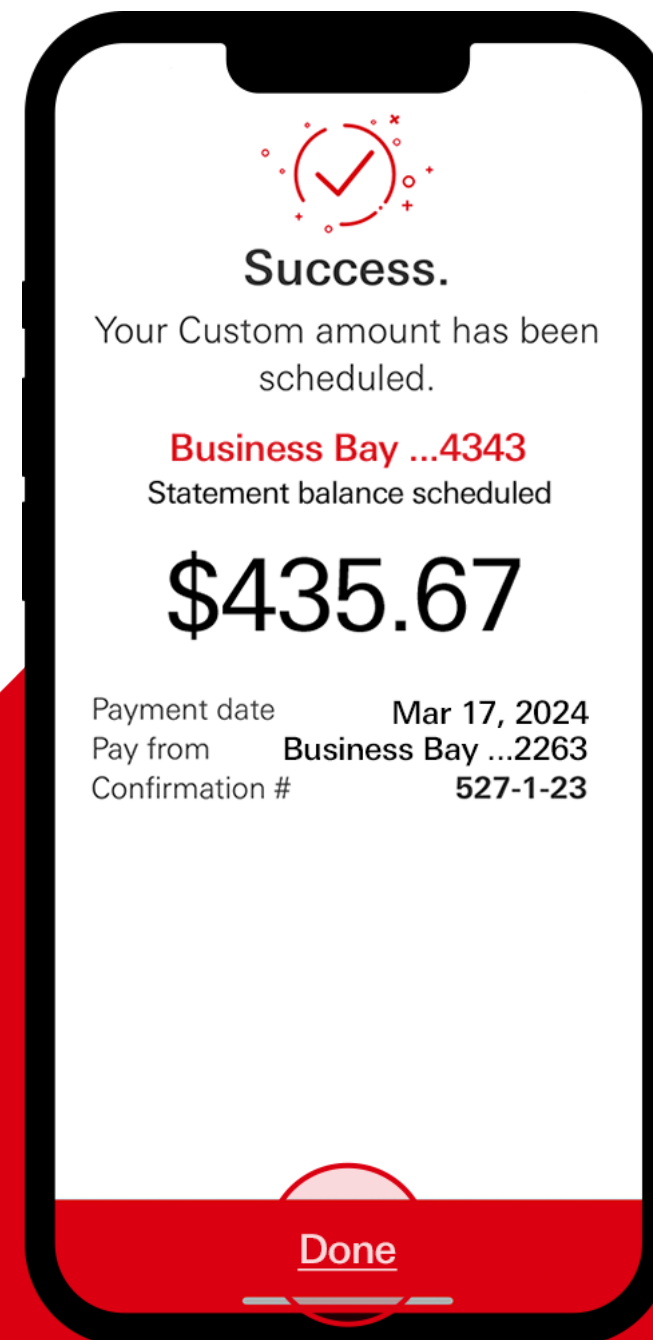 Success.
Your Custom amount has been
scheduled.
Business Bay ...4343
Statement balance scheduled
$435.67
Payment date Mar 17, 2024
Pay from Business Bay ...2263
Confirmation # 527-1-23
Done